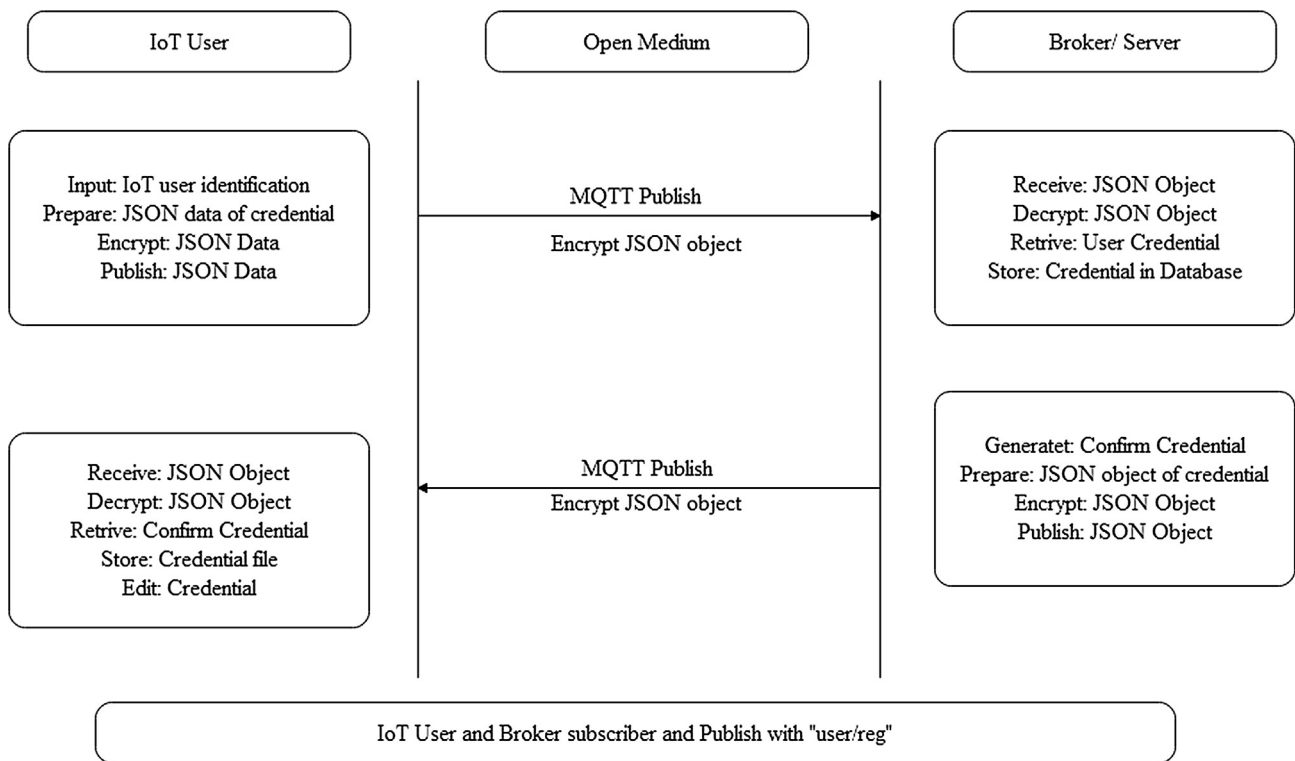 IoT User
Open Medium
Broker/ Server
Input: IoT user identification
Prepare: JSON data of credential
Encrypt: JSON Data
Publish: JSON Data
MQTT Publish
Encrypt JSON object
Receive: JSON Object
Decrypt: JSON Object
Retrive: User Credential
Store: Credential in Database
Receive: JSON Object
Decrypt: JSON Object
Retrive: Confirm Credential
Store: Credential file
Edit: Credential
MQTT Publish
Encrypt JSON object
Generatet: Confirm Credential
Prepare: JSON object of credential
Encrypt: JSON Object
Publish: JSON Object
IoT User and Broker subscriber and Publish with "user/reg"